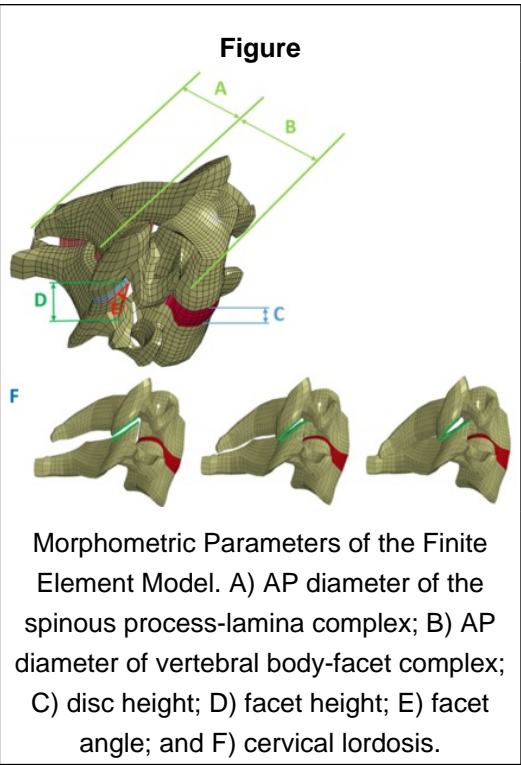 Figure
A
B
D
E
C
F
Morphometric Parameters of the Finite
Element Model. A) AP diameter of the
spinous process-lamina complex; B) AP
diameter of vertebral body-facet complex;
C) disc height; D) facet height; E) facet
angle; and F) cervical lordosis.